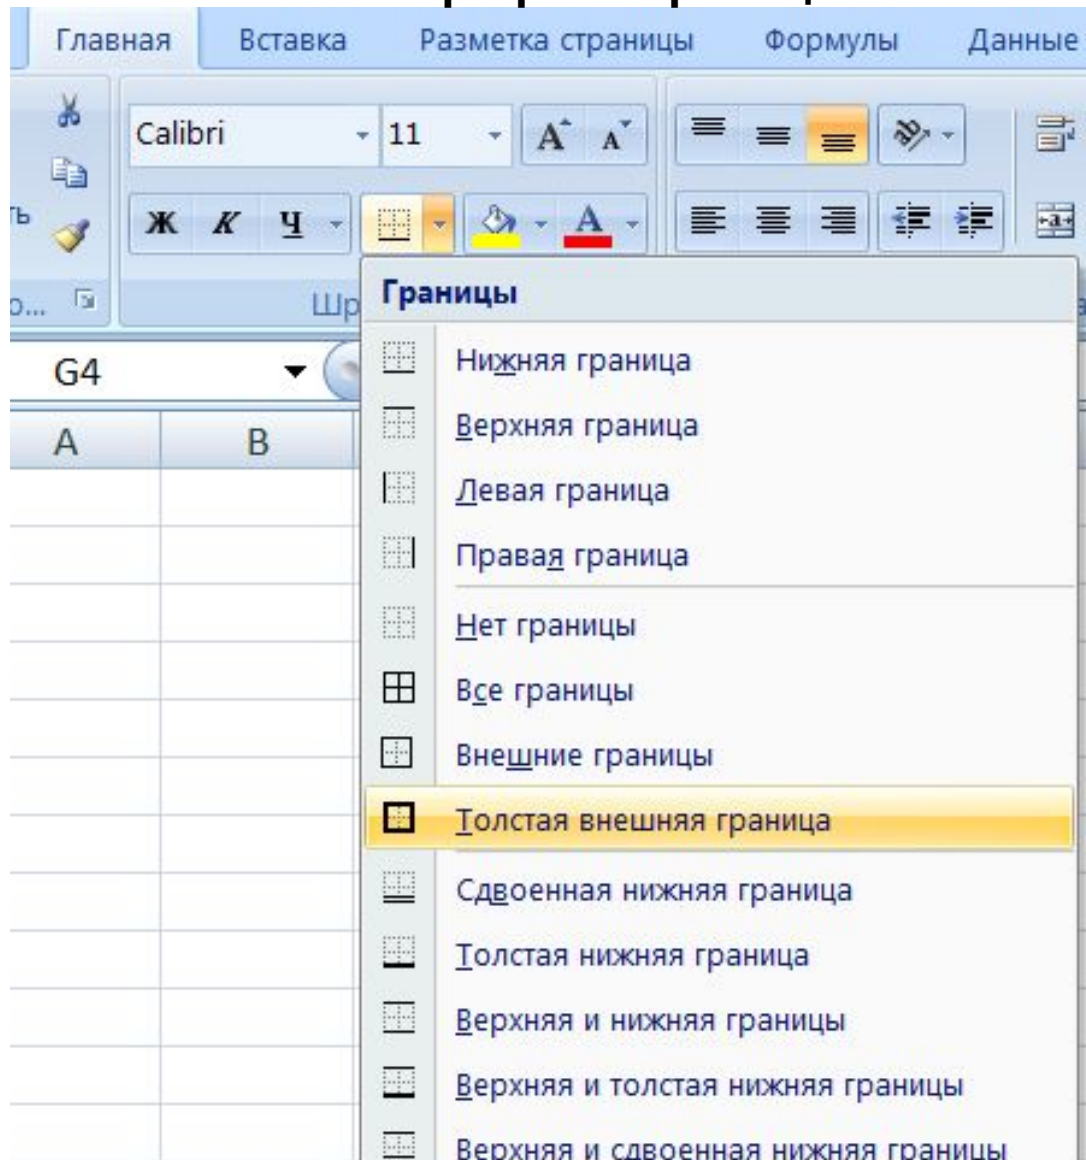 Главная Вставка Разметка страницы Формулы Данные
Calibri 11 A A
ть Ж К Ч A a
Шр
Границы
G4
Нижняя граница
A B
Верхняя граница
Левая граница
Правая граница
Нет границы
Все границы
Внешние границы
Толстая внешняя граница
Сдвоенная нижняя граница
Толстая нижняя граница
Верхняя и нижняя границы
Верхняя и толстая нижняя границы
Верхняя и сдвоенная нижняя границы